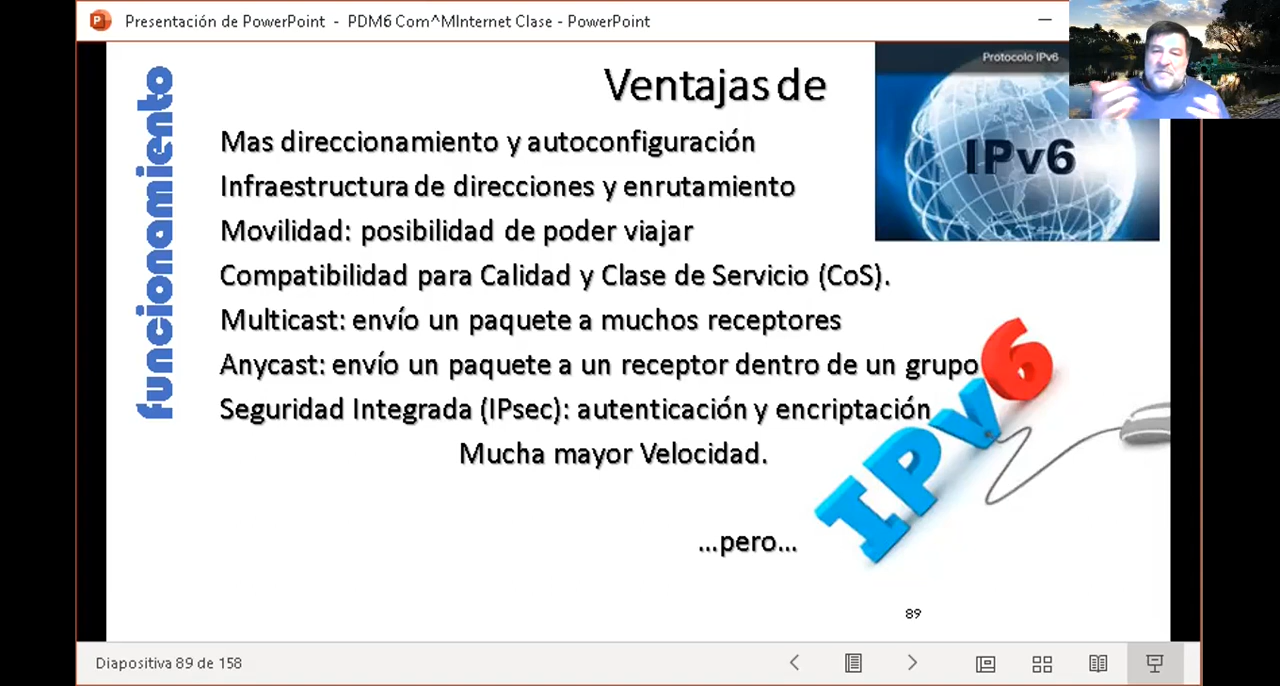 Presentación de PowerPoint - PDM6 Com^MInternet Clase - PowerPoint
funcionamiento
Ventajas de
Protocolo IPv6
IPv6
Mas direccionamiento y autoconfiguración
Infraestructura de direcciones y enrutamiento
Movilidad: posibilidad de poder viajar
Compatibilidad para Calidad y Clase de Servicio (CoS).
Multicast: envío un paquete a muchos receptores
Anycast: envío un paquete a un receptor dentro de un grupo
Seguridad Integrada (IPsec): autenticación y encriptación
Mucha mayor Velocidad.
IPv6
...pero...
89
Diapositiva 89 de 158